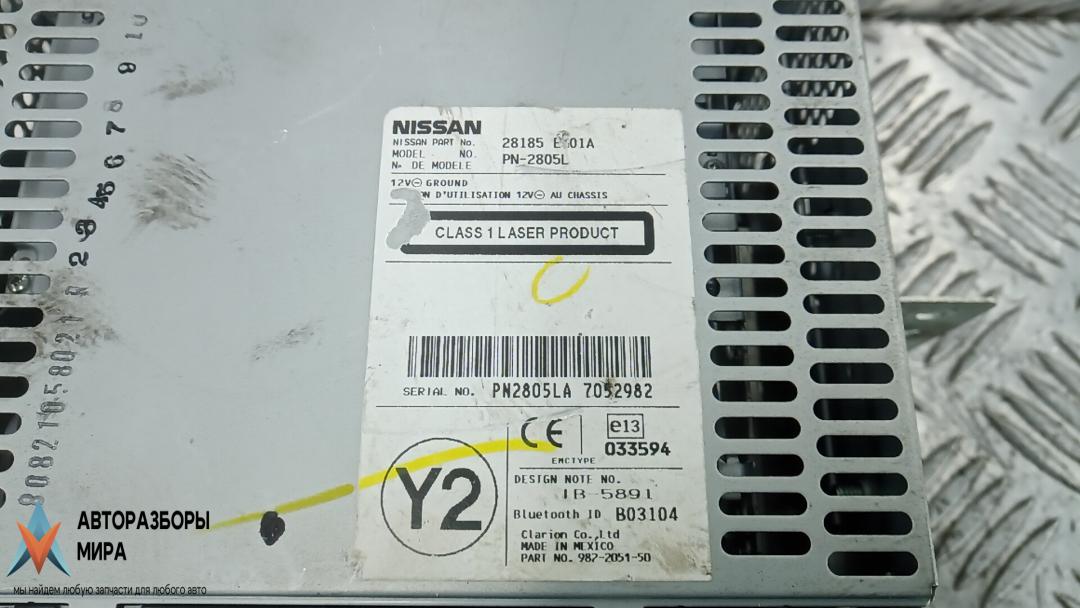 NISSAN
NISSAN PART No. 28185
MODEL NO. PN-2805L
Nº DE MODELE
12V⊖ GROUND
D'UTILISATION 12V⊖ AU CHASSIS
CLASS 1 LASER PRODUCT
SERIAL NO. PN2805LA 7052982
CE e13
033594
EMCTYPE
Y2
DESIGN NOTE NO.
IB-5891
Bluetooth ID B03104
Clarion Co.,Ltd
MADE IN MEXICO
PART NO. 987-2051-50
АВТОРАЗБОРЫ
МИРА
мы найдем любую запчасти для любого авто